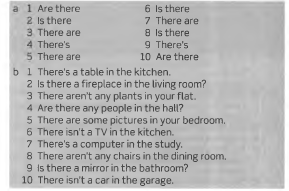 a 1 Are there 6 Is there
2 Is there 7 There are
3 There are 8 Is there
4 There's 9 There's
5 There are 10 Are there
b 1 There's a table in the kitchen.
2 Is there a fireplace in the living room?
3 There aren't any plants in your flat.
4 Are there any people in the hall?
5 There are some pictures in your bedroom.
6 There isn't a TV in the kitchen.
7 There's a computer in the study.
8 There aren't any chairs in the dining room.
9 Is there a mirror in the bathroom?
10 There isn't a car in the garage.